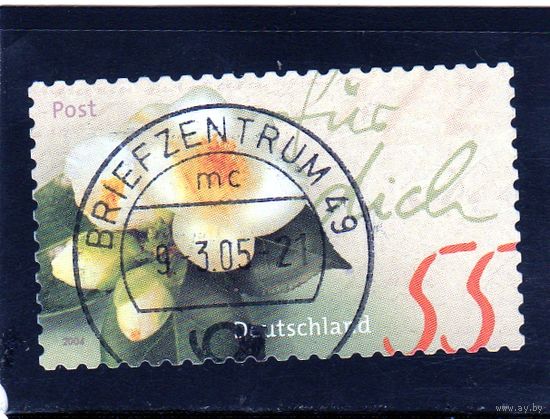 Post
für
dich
BRIEFZENTRUM 49
mc
-9.-3.05-21
55
Deutschland
2004
www.ay.by